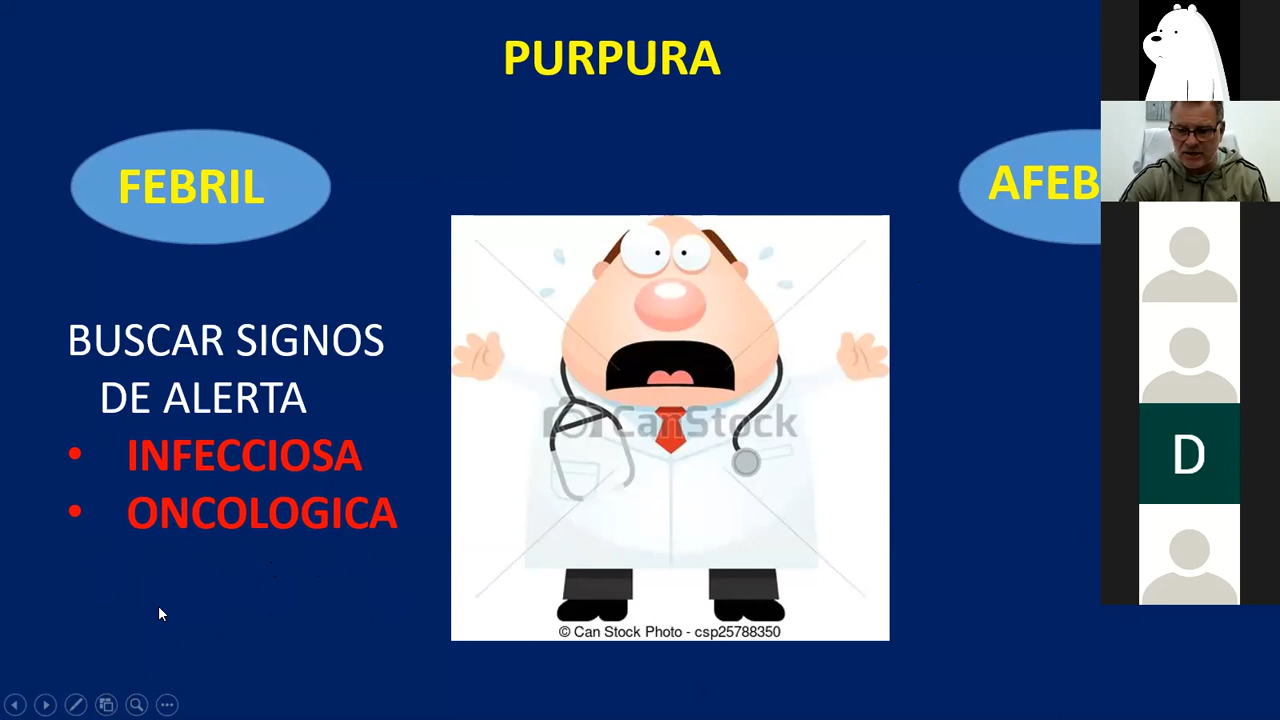 PURPURA
FEBRIL
AFEB
BUSCAR SIGNOS
DE ALERTA
• INFECCIOSA
• ONCOLOGICA
CanStock
© Can Stock Photo - csp25788350
D